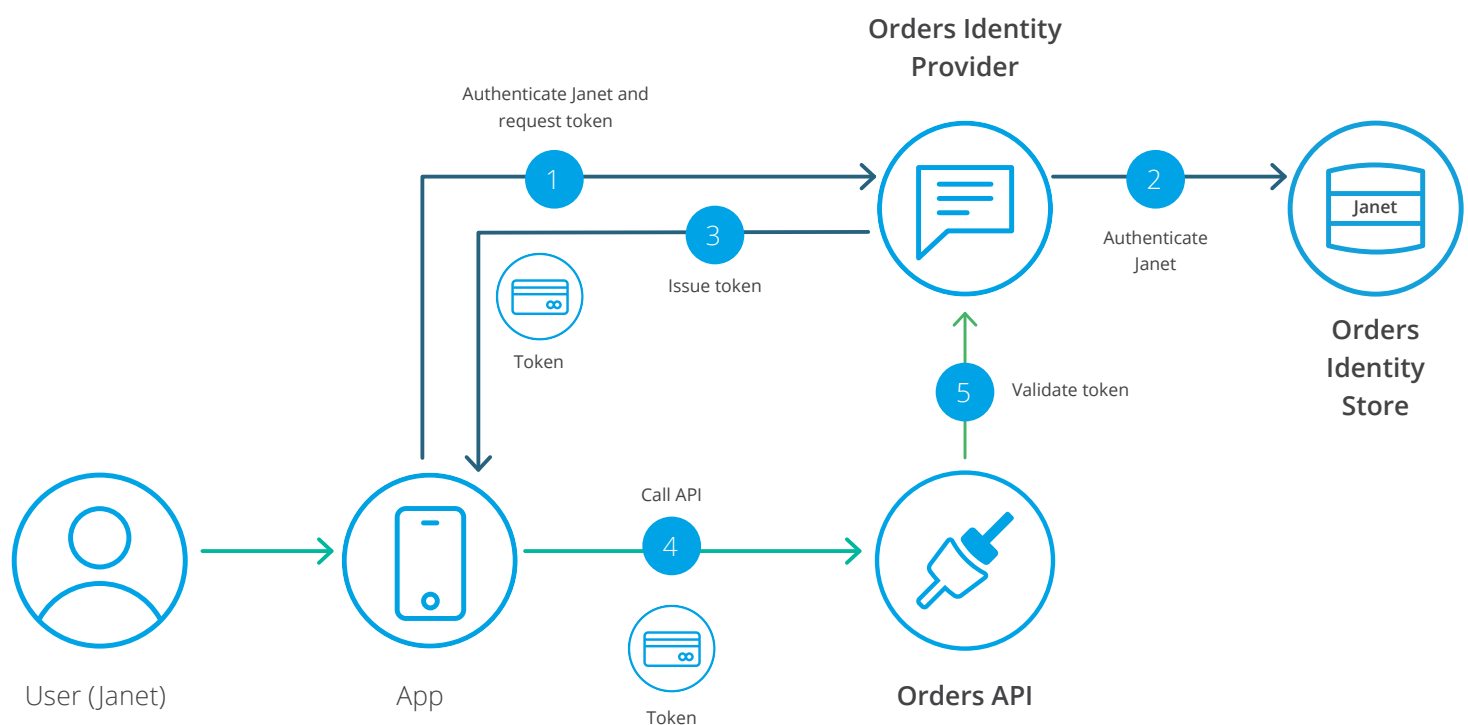 Orders Identity
Provider
Authenticate Janet and
request token
1
2
Janet
3
Authenticate
Janet
Issue token
Token
Orders
Identity
Store
5
Validate token
Call API
4
User (Janet)
App
Orders API
Token